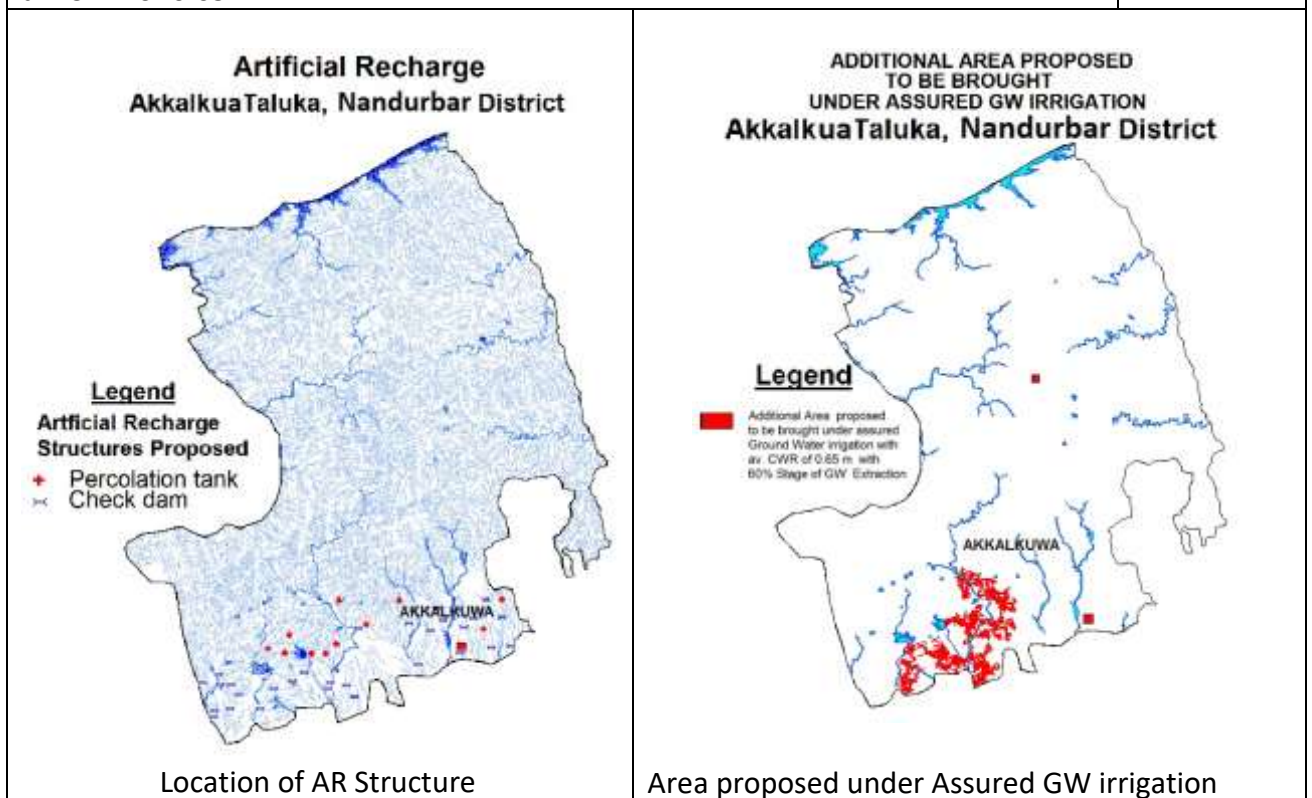 Artificial Recharge
AkkalkuaTaluka, Nandurbar District
Legend
Artficial Recharge
Structures Proposed
Percolation tank
Check dam
AKKALKUWA
Location of AR Structure
ADDITIONAL AREA PROPOSED
TO BE BROUGHT
UNDER ASSURED GW IRRIGATION
AkkalkuaTaluka, Nandurbar District
Legend
Additional Area proposed
to be brought under assured
Ground Water irrigation with
av. CWR of 0.65 m with
60% Stage of GW Extraction
AKKALKUWA
Area proposed under Assured GW irrigation